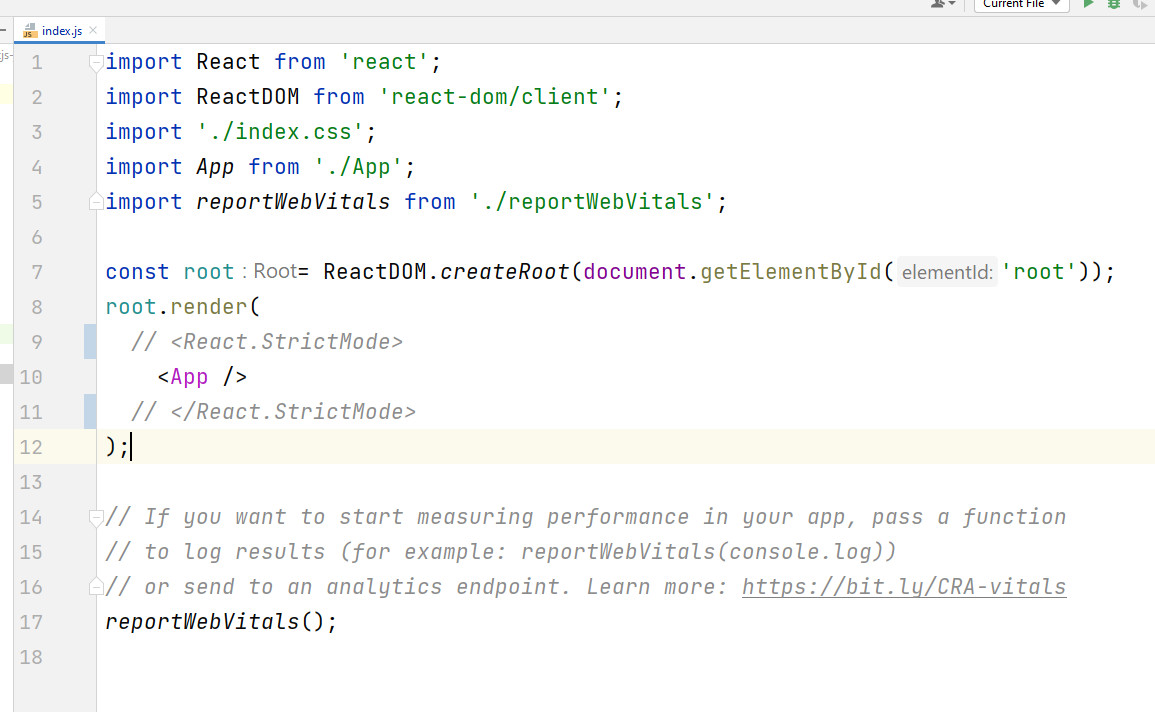 Current File
index.js
js-
1 import React from 'react';
2 import ReactDOM from 'react-dom/client';
3 import './index.css';
4 import App from './App';
5 import reportWebVitals from './reportWebVitals';
6
7 const root : Root = ReactDOM.createRoot(document.getElementById( elementId: 'root'));
8 root.render(
9   // <React.StrictMode>
10     <App />
11   // </React.StrictMode>
12 );
13
14 // If you want to start measuring performance in your app, pass a function
15 // to log results (for example: reportWebVitals(console.log))
16 // or send to an analytics endpoint. Learn more: https://bit.ly/CRA-vitals
17 reportWebVitals();
18